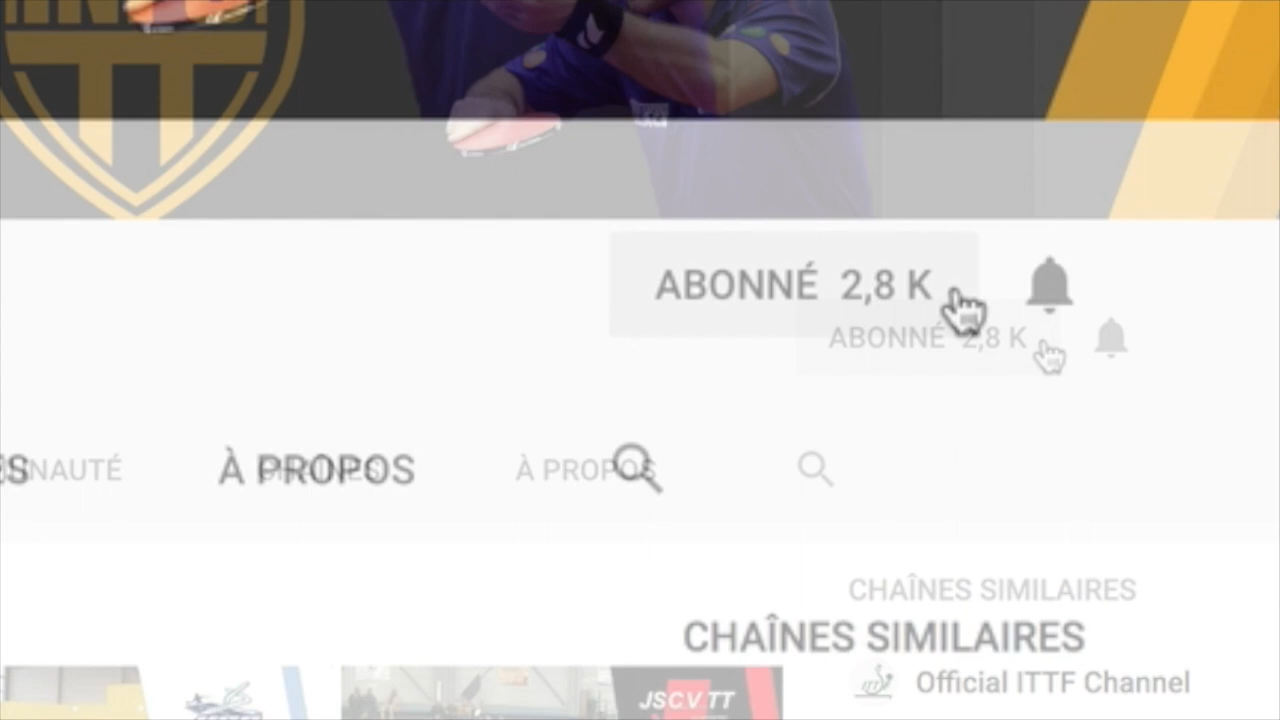 TT
ABONNÉ 2,8 K
ABONNÉ 2,8 K
À PROPOS
À PROPOS
CHAÎNES SIMILAIRES
CHAÎNES SIMILAIRES
Official ITTF Channel
JSCV TT